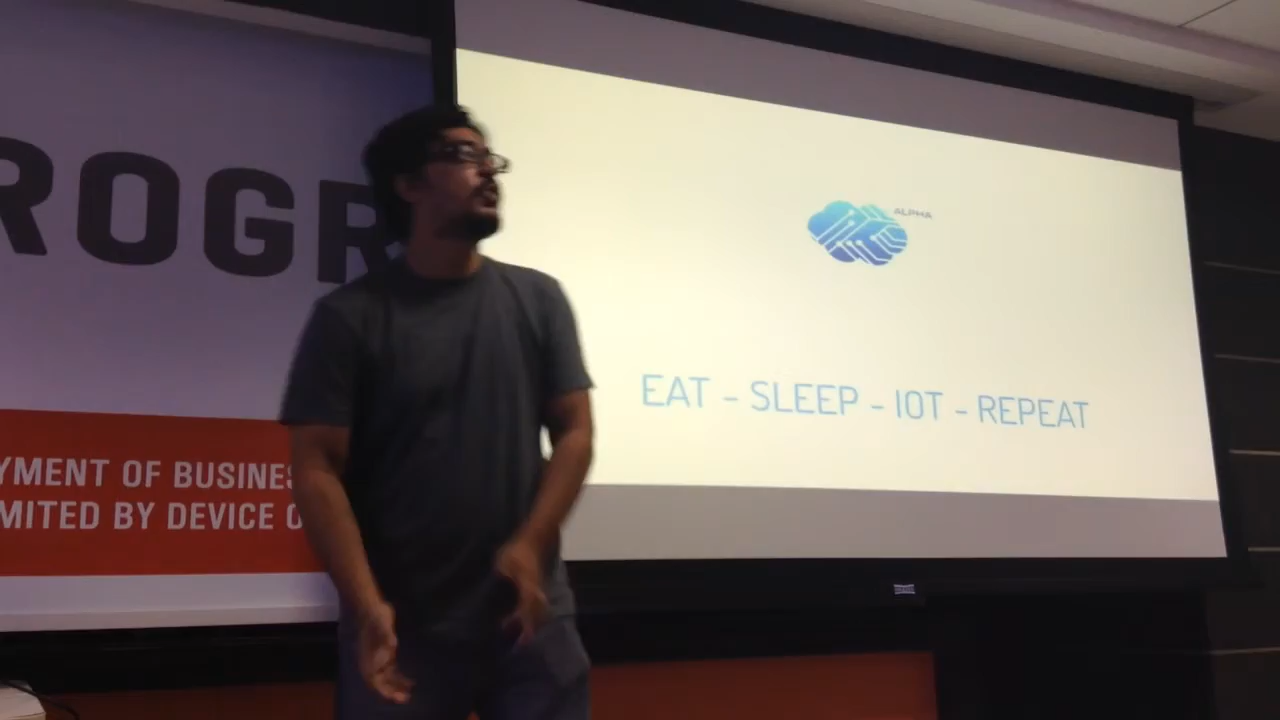 ROGR
YMENT OF BUSINES
MITED BY DEVICE O
ALPHA
EAT - SLEEP - IOT - REPEAT